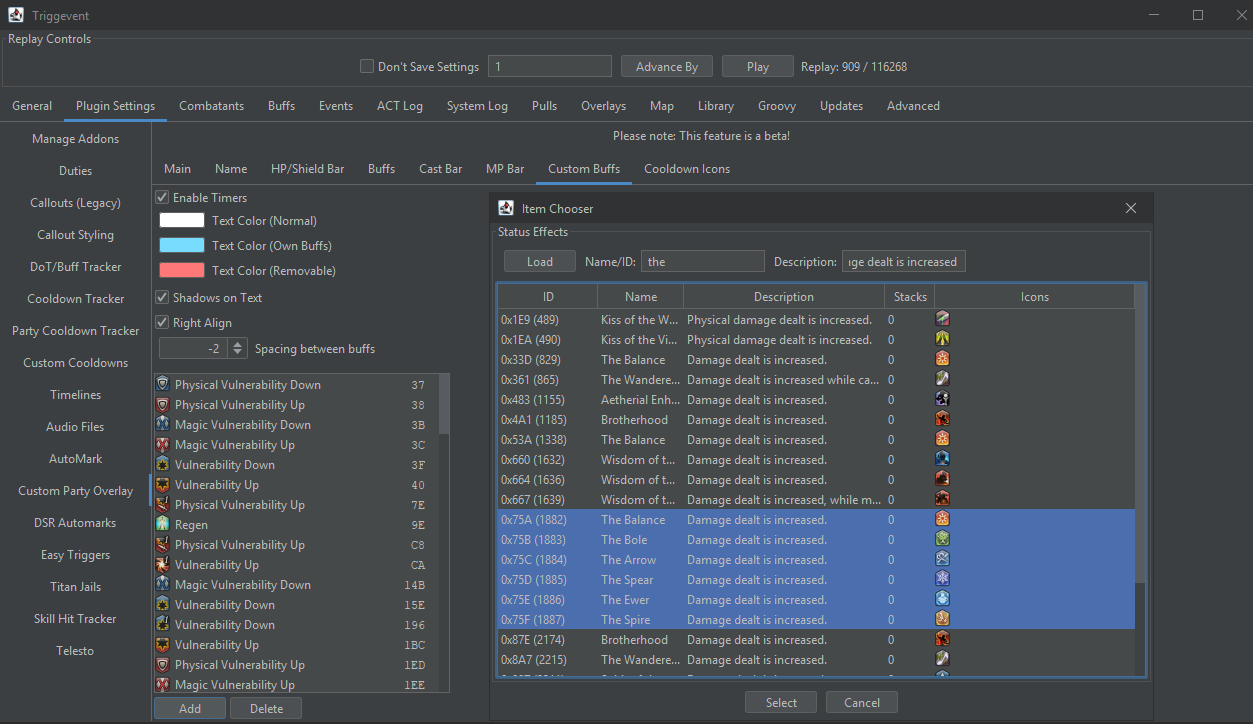 Triggevent
Replay Controls
Don't Save Settings 1 Advance By Play Replay: 909 / 116268
General Plugin Settings Combatants Buffs Events ACT Log System Log Pulls Overlays Map Library Groovy Updates Advanced
Manage Addons
Duties
Callouts (Legacy)
Callout Styling
DoT/Buff Tracker
Cooldown Tracker
Party Cooldown Tracker
Custom Cooldowns
Timelines
Audio Files
AutoMark
Custom Party Overlay
DSR Automarks
Easy Triggers
Titan Jails
Skill Hit Tracker
Telesto
Please note: This feature is a beta!
Main Name HP/Shield Bar Buffs Cast Bar MP Bar Custom Buffs Cooldown Icons
Enable Timers
Text Color (Normal)
Text Color (Own Buffs)
Text Color (Removable)
Shadows on Text
Right Align
-2 Spacing between buffs
Physical Vulnerability Down 37
Physical Vulnerability Up 38
Magic Vulnerability Down 3B
Magic Vulnerability Up 3C
Vulnerability Down 3F
Vulnerability Up 40
Physical Vulnerability Up 7E
Regen 9E
Physical Vulnerability Up C8
Vulnerability Up CA
Magic Vulnerability Down 14B
Vulnerability Down 15E
Vulnerability Down 196
Vulnerability Up 1BC
Physical Vulnerability Up 1ED
Magic Vulnerability Up 1EE
Add Delete
Item Chooser
Status Effects
Load Name/ID: the Description: ge dealt is increased
ID Name Description Stacks Icons
0x1E9 (489) Kiss of the W... Physical damage dealt is increased. 0
0x1EA (490) Kiss of the Vi... Physical damage dealt is increased. 0
0x33D (829) The Balance Damage dealt is increased. 0
0x361 (865) The Wandere... Damage dealt is increased while ca... 0
0x483 (1155) Aetherial Enh... Damage dealt is increased. 0
0x4A1 (1185) Brotherhood Damage dealt is increased. 0
0x53A (1338) The Balance Damage dealt is increased. 0
0x660 (1632) Wisdom of t... Damage dealt is increased. 0
0x664 (1636) Wisdom of t... Damage dealt is increased. 0
0x667 (1639) Wisdom of t... Damage dealt is increased, while m... 0
0x75A (1882) The Balance Damage dealt is increased. 0
0x75B (1883) The Bole Damage dealt is increased. 0
0x75C (1884) The Arrow Damage dealt is increased. 0
0x75D (1885) The Spear Damage dealt is increased. 0
0x75E (1886) The Ewer Damage dealt is increased. 0
0x75F (1887) The Spire Damage dealt is increased. 0
0x87E (2174) Brotherhood Damage dealt is increased. 0
0x8A7 (2215) The Wandere... Damage dealt is increased. 0
Select Cancel